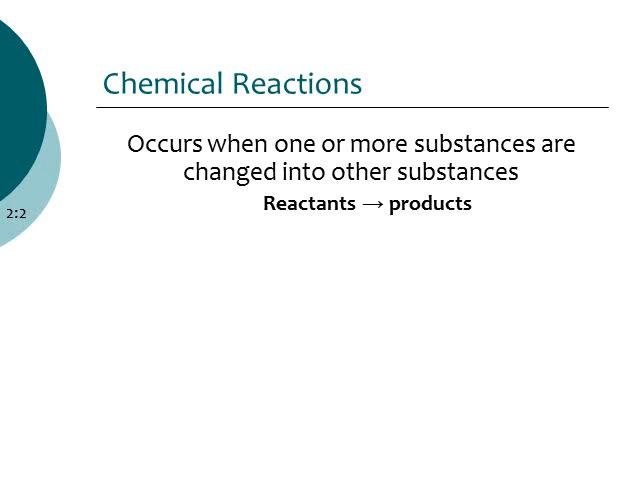 Chemical Reactions
Occurs when one or more substances are
changed into other substances
Reactants → products
2:2